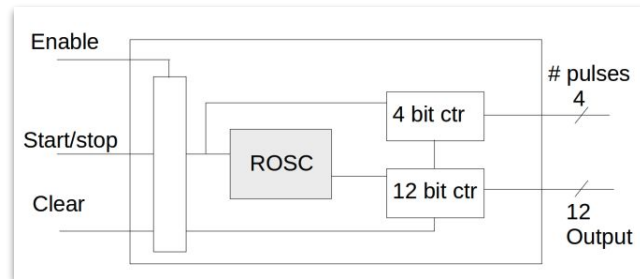 Enable
# pulses
4
4 bit ctr
Start/stop
ROSC
12 bit ctr
Clear
12
Output